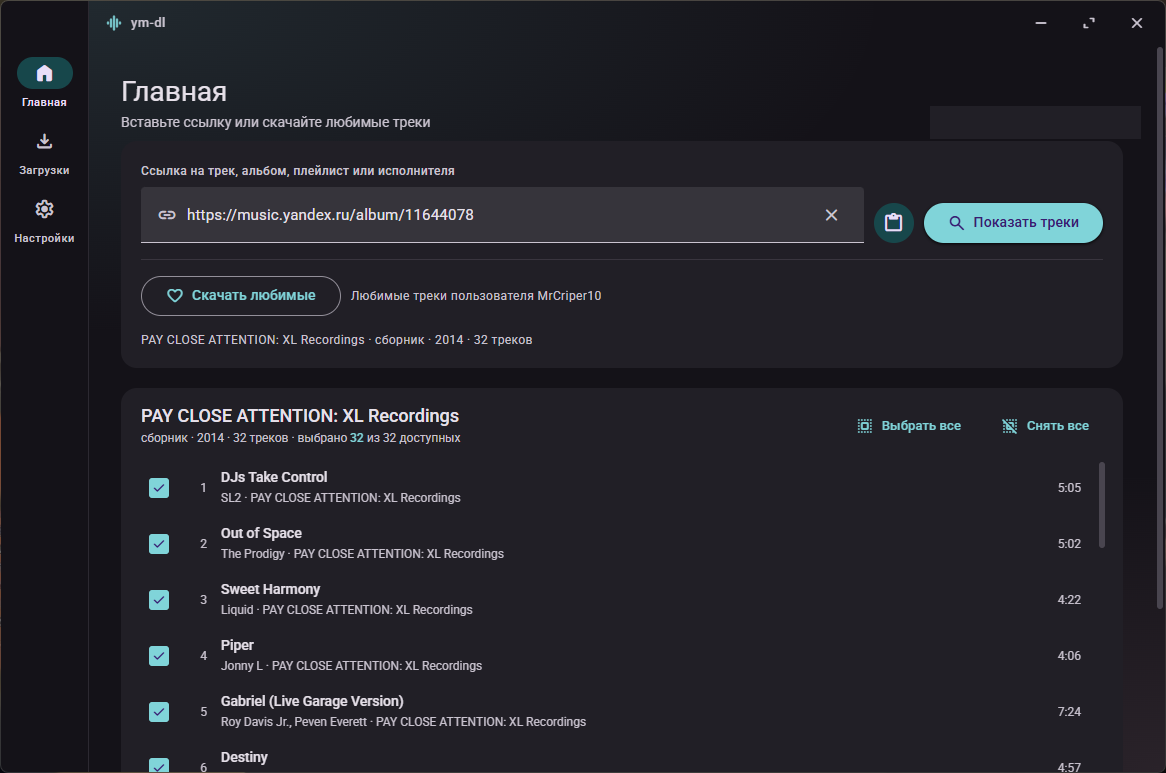 ym-dl
Главная
Загрузки
Настройки
Главная
Вставьте ссылку или скачайте любимые треки
Ссылка на трек, альбом, плейлист или исполнителя
https://music.yandex.ru/album/11644078
Показать треки
Скачать любимые
Любимые треки пользователя MrCriper10
PAY CLOSE ATTENTION: XL Recordings · сборник · 2014 · 32 треков
PAY CLOSE ATTENTION: XL Recordings
сборник · 2014 · 32 треков · выбрано 32 из 32 доступных
Выбрать все
Снять все
1 DJs Take Control 5:05
SL2 · PAY CLOSE ATTENTION: XL Recordings
2 Out of Space 5:02
The Prodigy · PAY CLOSE ATTENTION: XL Recordings
3 Sweet Harmony 4:22
Liquid · PAY CLOSE ATTENTION: XL Recordings
4 Piper 4:06
Jonny L · PAY CLOSE ATTENTION: XL Recordings
5 Gabriel (Live Garage Version) 7:24
Roy Davis Jr., Peven Everett · PAY CLOSE ATTENTION: XL Recordings
6 Destiny 4:57